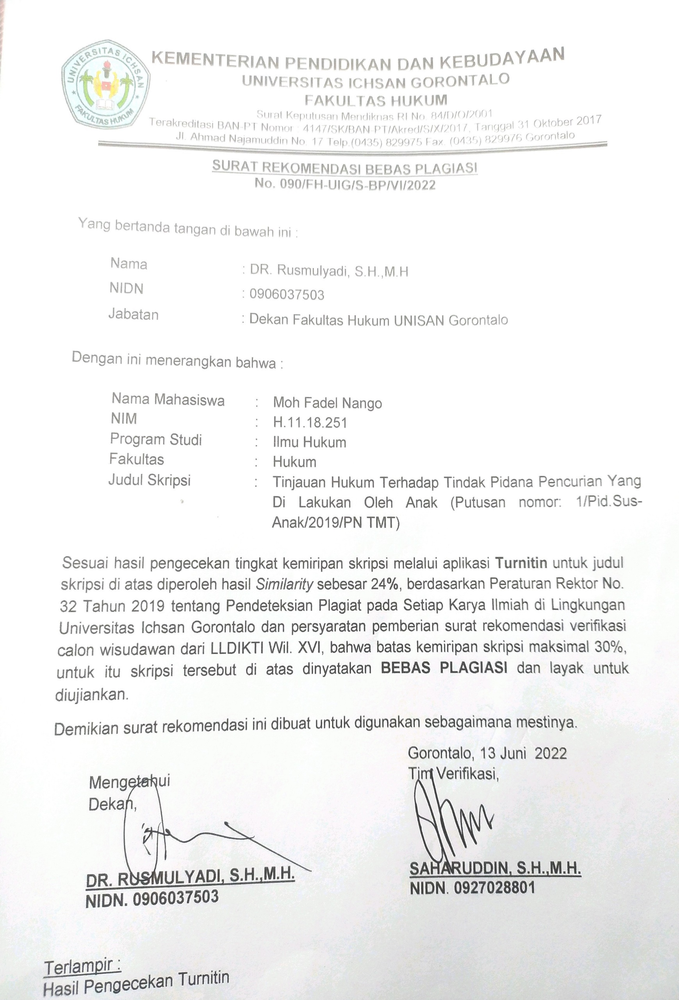 UNIVERSITAS ICHSAN
FAKULTAS HUKUM
KEMENTERIAN PENDIDIKAN DAN KEBUDAYAAN
UNIVERSITAS ICHSAN GORONTALO
FAKULTAS HUKUM
Surat Keputusan Mendiknas RI No. 84/D/O/2001
Terakreditasi BAN-PT Nomor : 4147/SK/BAN-PT/Akred/S/X/2017, Tanggal 31 Oktober 2017
Jl. Ahmad Najamuddin No. 17 Telp.(0435) 829975 Fax. (0435) 829976 Gorontalo
SURAT REKOMENDASI BEBAS PLAGIASI
No. 090/FH-UIG/S-BP/VI/2022
Yang bertanda tangan di bawah ini :
Nama : DR. Rusmulyadi, S.H.,M.H
NIDN : 0906037503
Jabatan : Dekan Fakultas Hukum UNISAN Gorontalo
Dengan ini menerangkan bahwa :
Nama Mahasiswa : Moh Fadel Nango
NIM : H.11.18.251
Program Studi : Ilmu Hukum
Fakultas : Hukum
Judul Skripsi : Tinjauan Hukum Terhadap Tindak Pidana Pencurian Yang
Di Lakukan Oleh Anak (Putusan nomor: 1/Pid.Sus-
Anak/2019/PN TMT)
Sesuai hasil pengecekan tingkat kemiripan skripsi melalui aplikasi Turnitin untuk judul
skripsi di atas diperoleh hasil Similarity sebesar 24%, berdasarkan Peraturan Rektor No.
32 Tahun 2019 tentang Pendeteksian Plagiat pada Setiap Karya Ilmiah di Lingkungan
Universitas Ichsan Gorontalo dan persyaratan pemberian surat rekomendasi verifikasi
calon wisudawan dari LLDIKTI Wil. XVI, bahwa batas kemiripan skripsi maksimal 30%,
untuk itu skripsi tersebut di atas dinyatakan BEBAS PLAGIASI dan layak untuk
diujiankan.
Demikian surat rekomendasi ini dibuat untuk digunakan sebagaimana mestinya.
Gorontalo, 13 Juni 2022
Tim Verifikasi,
Mengetahui
Dekan,
DR. RUSMULYADI, S.H.,M.H.
NIDN. 0906037503
SAHARUDDIN, S.H.,M.H.
NIDN. 0927028801
Terlampir :
Hasil Pengecekan Turnitin